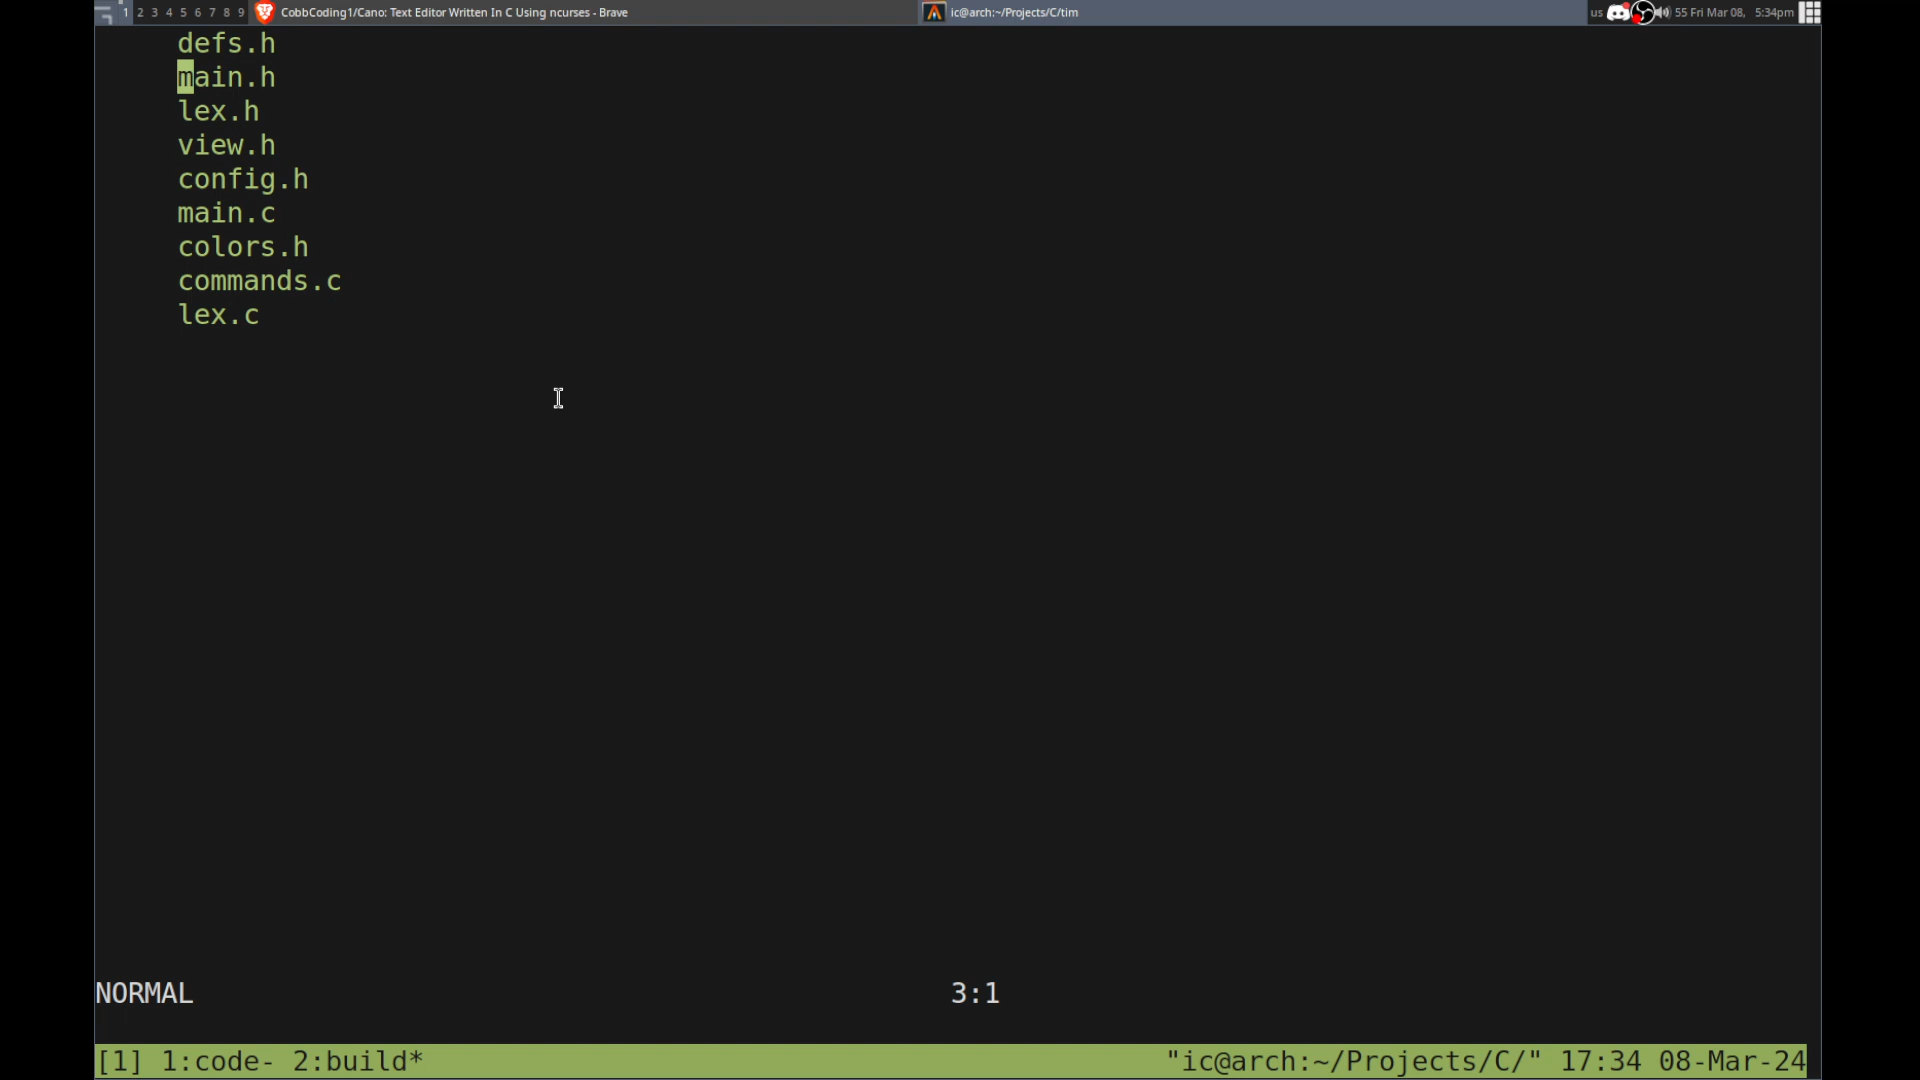 1 2 3 4 5 6 7 8 9 CobbCoding1/Cano: Text Editor Written In C Using ncurses - Brave ic@arch:~/Projects/C/tim us 55 Fri Mar 08, 5:34pm
defs.h
main.h
lex.h
view.h
config.h
main.c
colors.h
commands.c
lex.c
NORMAL 3:1
[1] 1:code- 2:build* "ic@arch:~/Projects/C/" 17:34 08-Mar-24